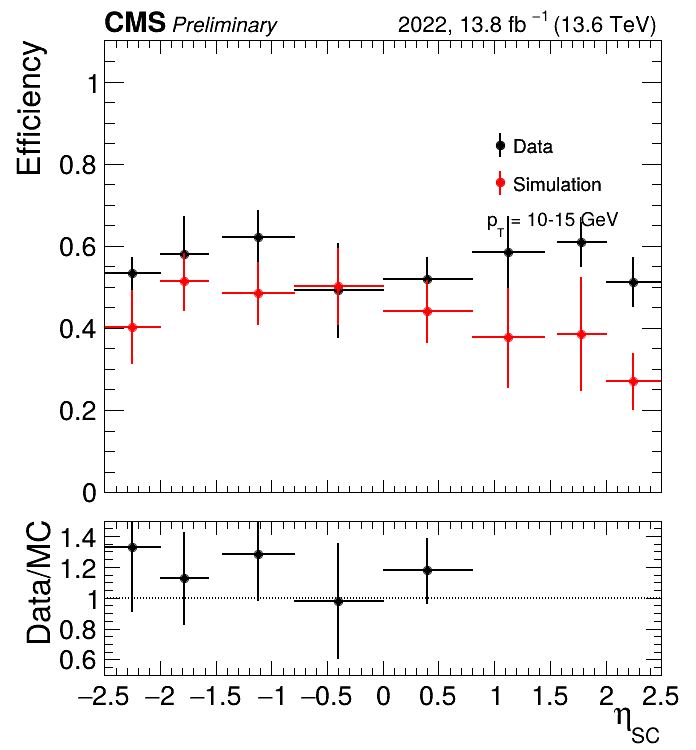 CMS Preliminary 2022, 13.8 fb⁻¹ (13.6 TeV)
Efficiency
1
0.8
0.6
0.4
0.2
0
Data
Simulation
p_T = 10-15 GeV
Data/MC
1.4
1.2
1
0.8
0.6
−2.5 −2 −1.5 −1 −0.5 0 0.5 1 1.5 2 2.5
η_SC